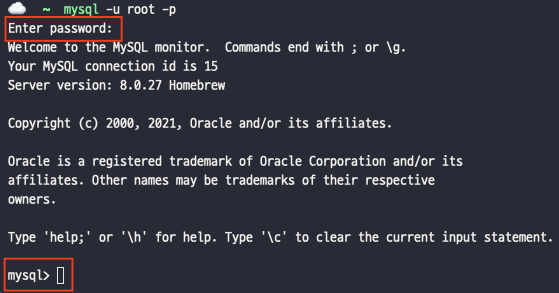 ~ mysql -u root -p
Enter password:
Welcome to the MySQL monitor.  Commands end with ; or \g.
Your MySQL connection id is 15
Server version: 8.0.27 Homebrew
Copyright (c) 2000, 2021, Oracle and/or its affiliates.
Oracle is a registered trademark of Oracle Corporation and/or its
affiliates. Other names may be trademarks of their respective
owners.
Type 'help;' or '\h' for help. Type '\c' to clear the current input statement.
mysql>